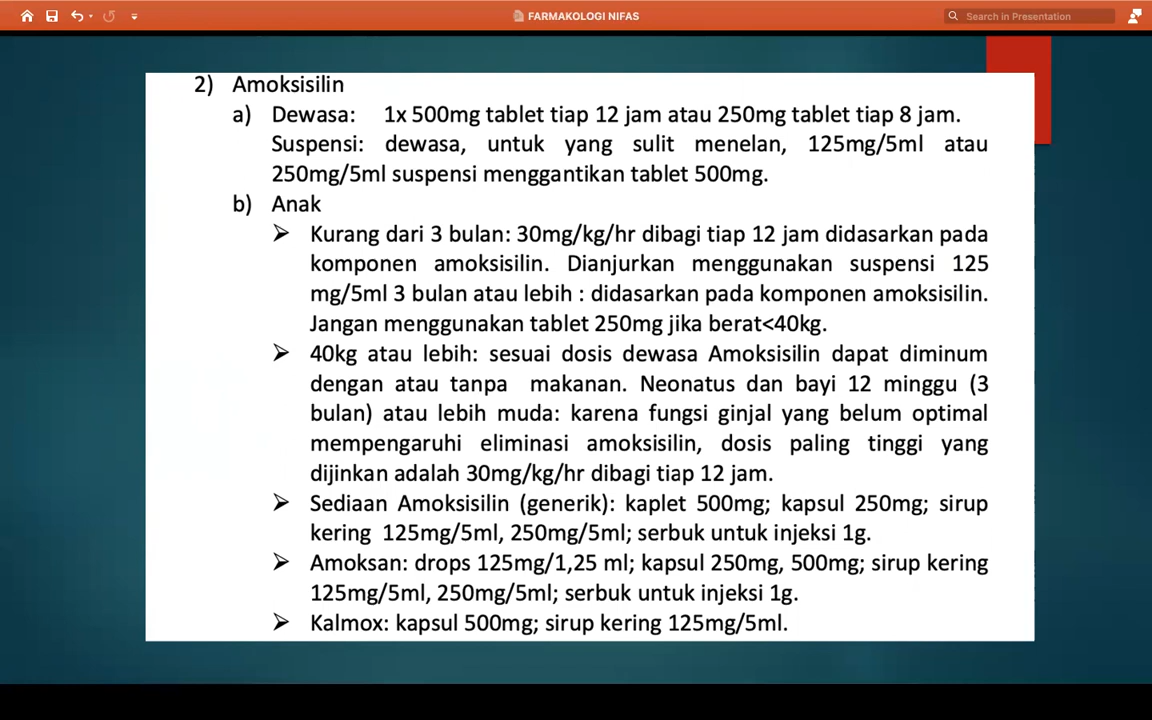 FARMAKOLOGI NIFAS
Search in Presentation
2) Amoksisilin
a) Dewasa: 1x 500mg tablet tiap 12 jam atau 250mg tablet tiap 8 jam.
Suspensi: dewasa, untuk yang sulit menelan, 125mg/5ml atau
250mg/5ml suspensi menggantikan tablet 500mg.
b) Anak
➢ Kurang dari 3 bulan: 30mg/kg/hr dibagi tiap 12 jam didasarkan pada
komponen amoksisilin. Dianjurkan menggunakan suspensi 125
mg/5ml 3 bulan atau lebih : didasarkan pada komponen amoksisilin.
Jangan menggunakan tablet 250mg jika berat<40kg.
➢ 40kg atau lebih: sesuai dosis dewasa Amoksisilin dapat diminum
dengan atau tanpa makanan. Neonatus dan bayi 12 minggu (3
bulan) atau lebih muda: karena fungsi ginjal yang belum optimal
mempengaruhi eliminasi amoksisilin, dosis paling tinggi yang
dijinkan adalah 30mg/kg/hr dibagi tiap 12 jam.
➢ Sediaan Amoksisilin (generik): kaplet 500mg; kapsul 250mg; sirup
kering 125mg/5ml, 250mg/5ml; serbuk untuk injeksi 1g.
➢ Amoksan: drops 125mg/1,25 ml; kapsul 250mg, 500mg; sirup kering
125mg/5ml, 250mg/5ml; serbuk untuk injeksi 1g.
➢ Kalmox: kapsul 500mg; sirup kering 125mg/5ml.